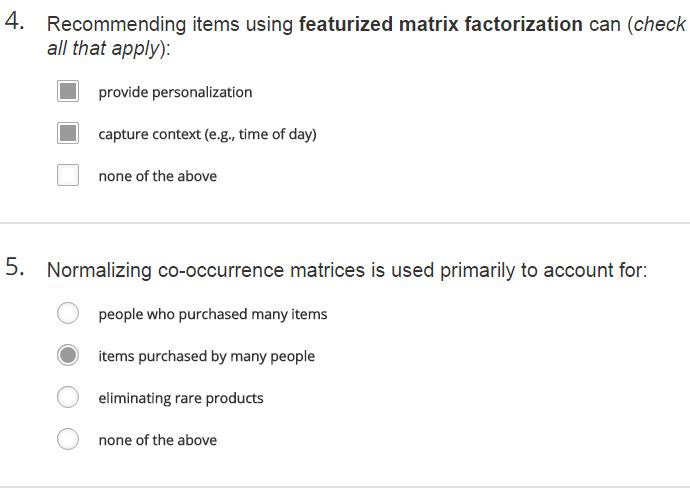 4. Recommending items using featurized matrix factorization can (check
all that apply):
provide personalization
capture context (e.g., time of day)
none of the above
5. Normalizing co-occurrence matrices is used primarily to account for:
people who purchased many items
items purchased by many people
eliminating rare products
none of the above